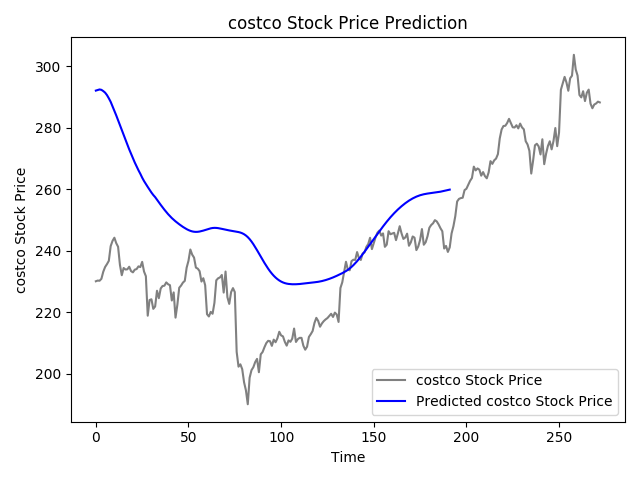 costco Stock Price Prediction
costco Stock Price
300
280
260
240
220
200
0
50
100
150
200
250
Time
costco Stock Price
Predicted costco Stock Price